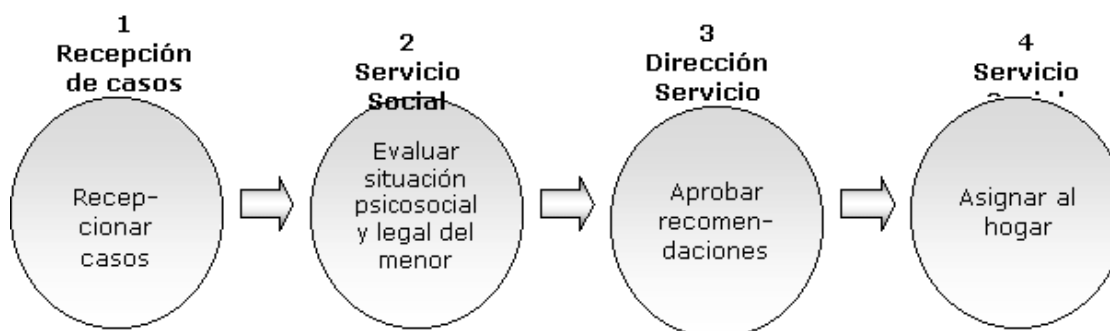 1
Recepción
de casos
Recep-
cionar
casos
2
Servicio
Social
Evaluar
situación
psicosocial
y legal del
menor
3
Dirección
Servicio
Aprobar
recomen-
daciones
4
Servicio
Asignar al
hogar